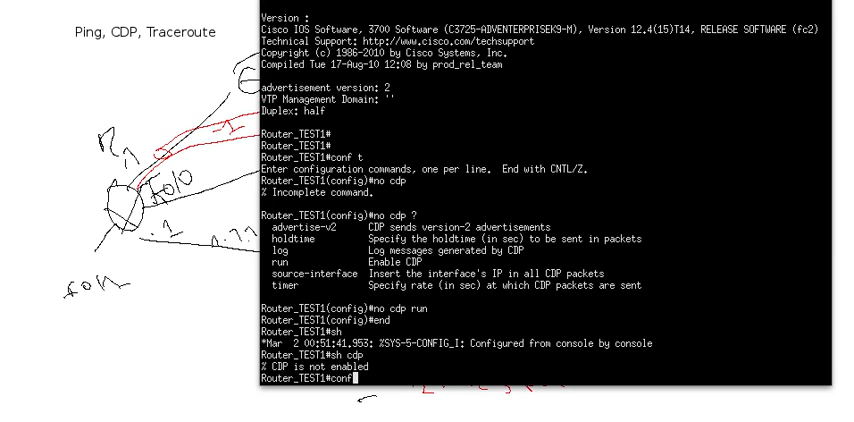 Ping, CDP, Traceroute
Version :
Cisco IOS Software, 3700 Software (C3725-ADVENTERPRISEK9-M), Version 12.4(15)T14, RELEASE SOFTWARE (fc2)
Technical Support: http://www.cisco.com/techsupport
Copyright (c) 1986-2010 by Cisco Systems, Inc.
Compiled Tue 17-Aug-10 12:08 by prod_rel_team
advertisement version: 2
VTP Management Domain: ''
Duplex: half
Router_TEST1#
Router_TEST1#
Router_TEST1#conf t
Enter configuration commands, one per line.  End with CNTL/Z.
Router_TEST1(config)#no cdp
% Incomplete command.
Router_TEST1(config)#no cdp ?
advertise-v2 CDP sends version-2 advertisements
holdtime Specify the holdtime (in sec) to be sent in packets
log Log messages generated by CDP
run Enable CDP
source-interface Insert the interface's IP in all CDP packets
timer Specify rate (in sec) at which CDP packets are sent
Router_TEST1(config)#no cdp run
Router_TEST1(config)#end
Router_TEST1#sh
*Mar  2 00:51:41.953: %SYS-5-CONFIG_I: Configured from console by console
Router_TEST1#sh cdp
% CDP is not enabled
Router_TEST1#conf
R1
-1
F0/0
.1